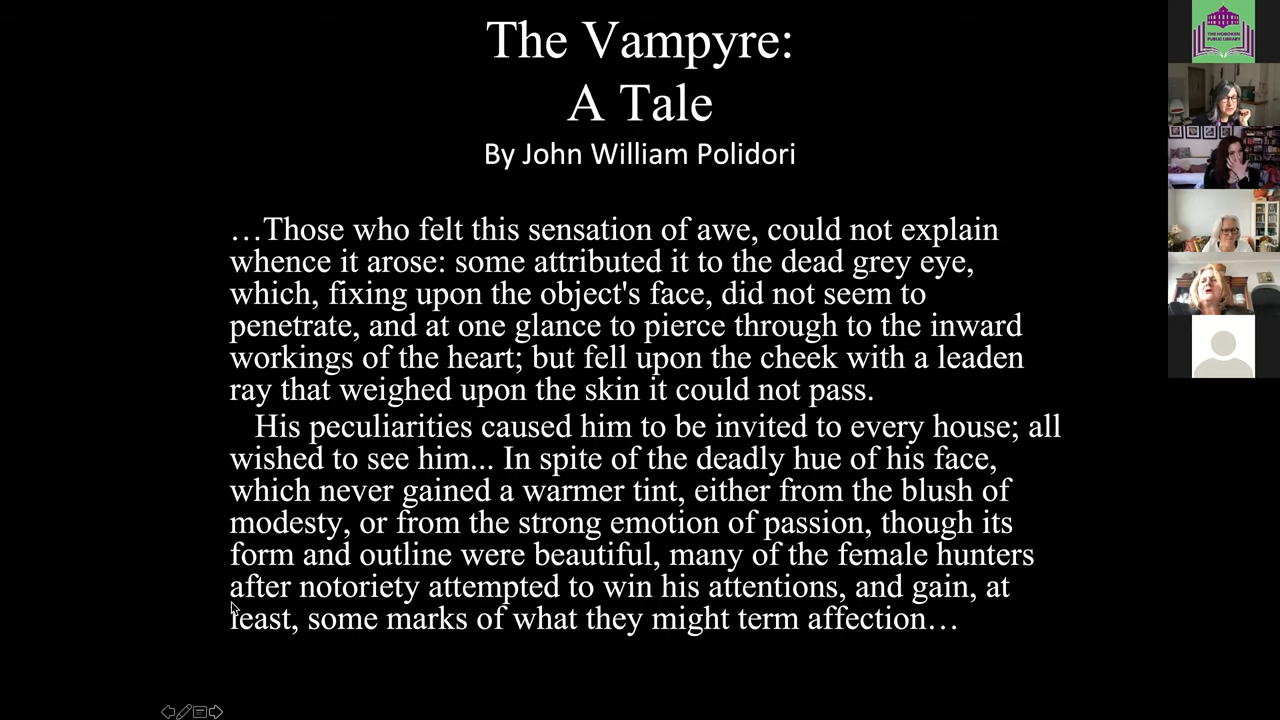 The Vampyre:
A Tale
By John William Polidori
…Those who felt this sensation of awe, could not explain
whence it arose: some attributed it to the dead grey eye,
which, fixing upon the object's face, did not seem to
penetrate, and at one glance to pierce through to the inward
workings of the heart; but fell upon the cheek with a leaden
ray that weighed upon the skin it could not pass.
His peculiarities caused him to be invited to every house; all
wished to see him... In spite of the deadly hue of his face,
which never gained a warmer tint, either from the blush of
modesty, or from the strong emotion of passion, though its
form and outline were beautiful, many of the female hunters
after notoriety attempted to win his attentions, and gain, at
least, some marks of what they might term affection…
THE HOBOKEN
PUBLIC LIBRARY